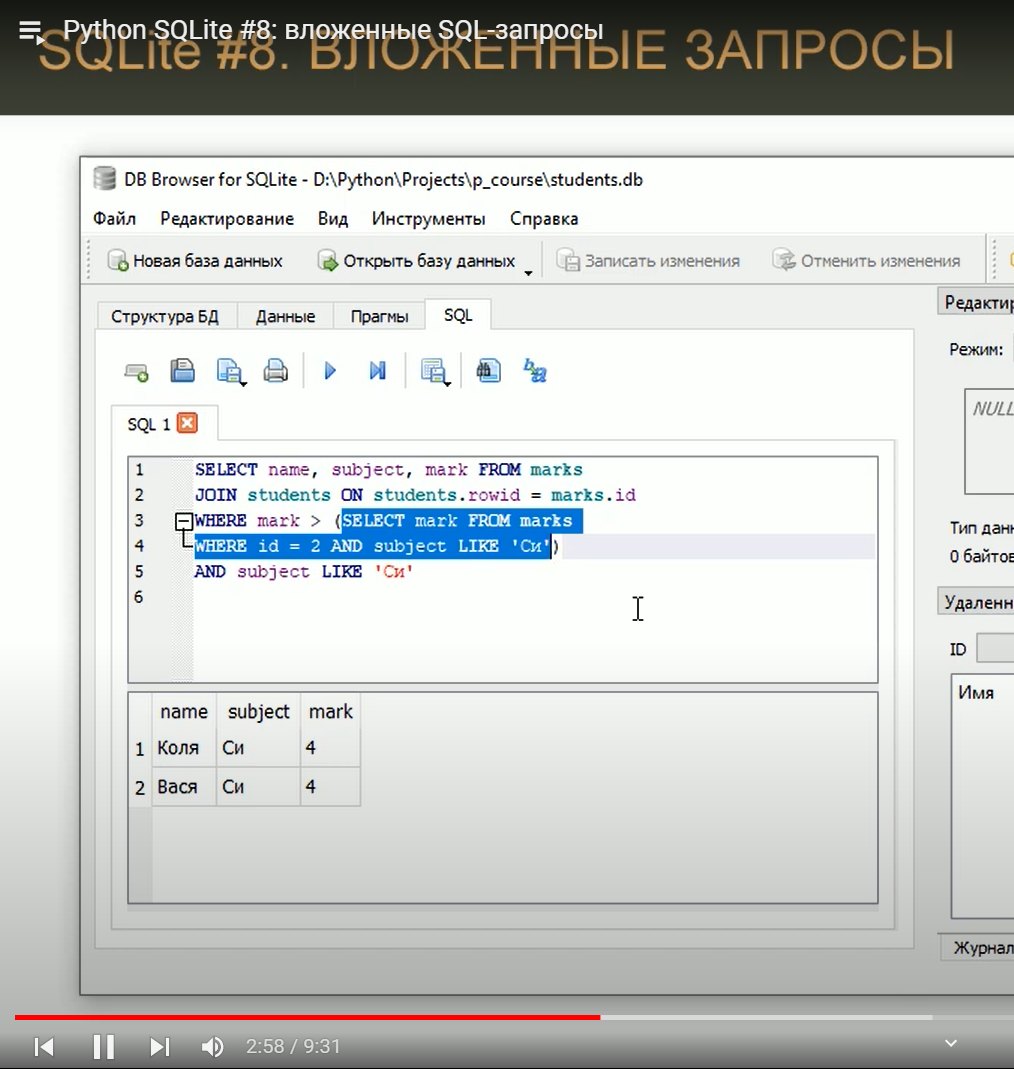 Python SQLite #8: вложенные SQL-запросы
SQLite #8. ВЛОЖЕННЫЕ ЗАПРОСЫ
DB Browser for SQLite - D:\Python\Projects\p_course\students.db
Файл Редактирование Вид Инструменты Справка
Новая база данных Открыть базу данных Записать изменения Отменить изменения
Структура БД Данные Прагмы SQL
SQL 1
1 SELECT name, subject, mark FROM marks
2 JOIN students ON students.rowid = marks.id
3 WHERE mark > (SELECT mark FROM marks
4 WHERE id = 2 AND subject LIKE 'Си')
5 AND subject LIKE 'Си'
6
name subject mark
1 Коля Си 4
2 Вася Си 4
Редактир
Режим:
NULL
Тип данн
0 байтов
Удаленн
ID
Имя
Журнал
2:58 / 9:31